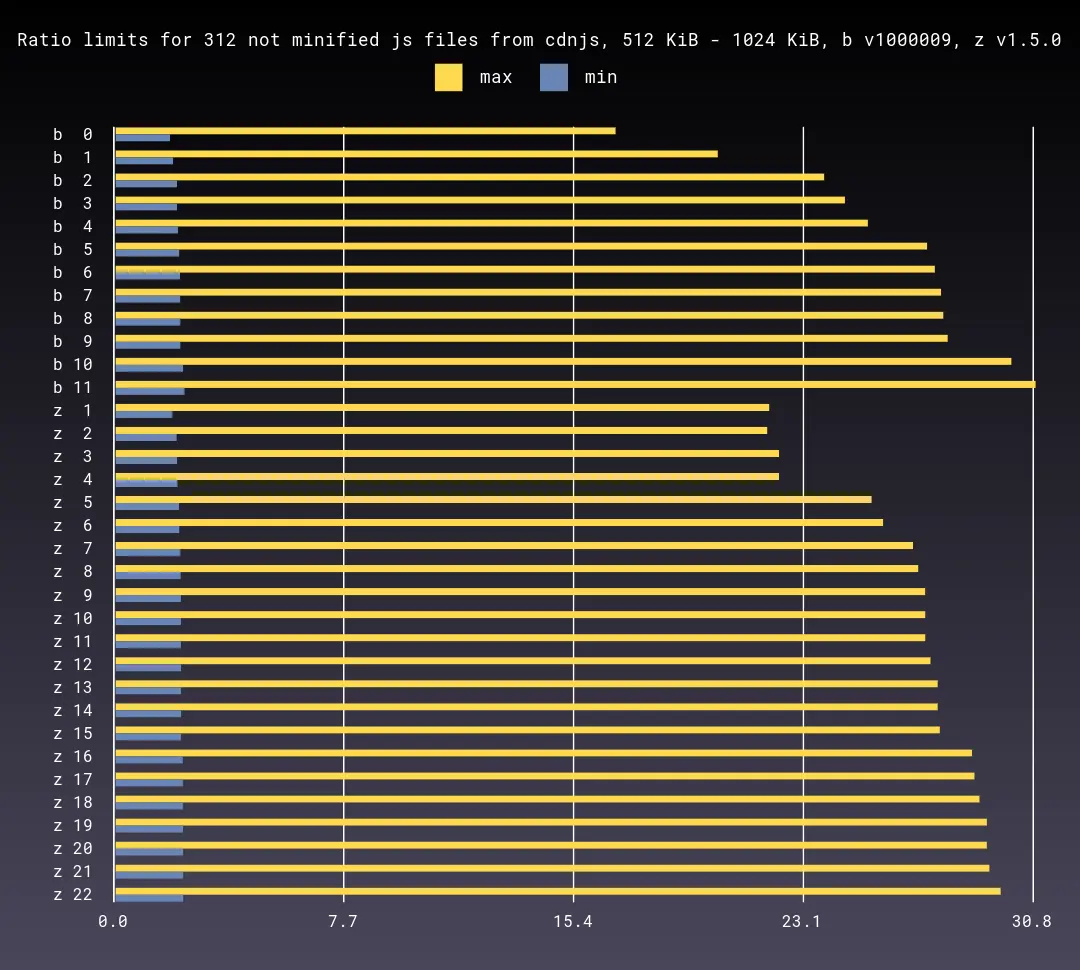 Ratio limits for 312 not minified js files from cdnjs, 512 KiB - 1024 KiB, b v1000009, z v1.5.0
max min
b 0
b 1
b 2
b 3
b 4
b 5
b 6
b 7
b 8
b 9
b 10
b 11
z 1
z 2
z 3
z 4
z 5
z 6
z 7
z 8
z 9
z 10
z 11
z 12
z 13
z 14
z 15
z 16
z 17
z 18
z 19
z 20
z 21
z 22
0.0 7.7 15.4 23.1 30.8